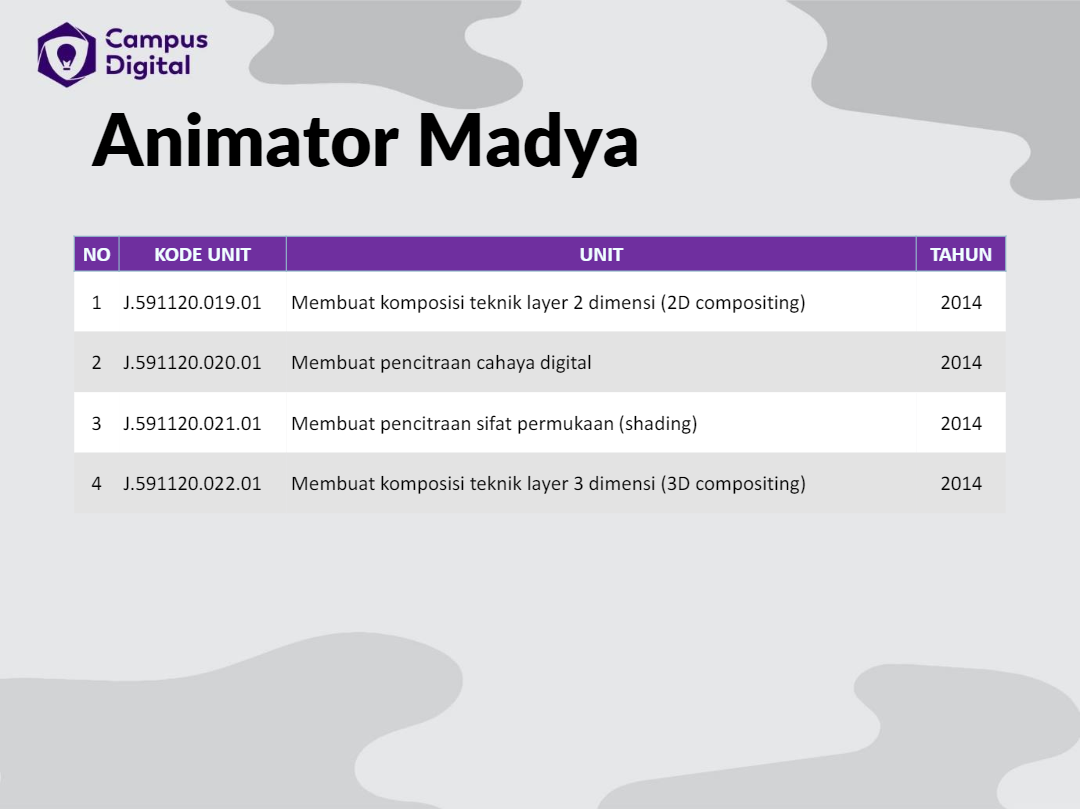 Campus
Digital
Animator Madya
NO KODE UNIT UNIT TAHUN
1 J.591120.019.01 Membuat komposisi teknik layer 2 dimensi (2D compositing) 2014
2 J.591120.020.01 Membuat pencitraan cahaya digital 2014
3 J.591120.021.01 Membuat pencitraan sifat permukaan (shading) 2014
4 J.591120.022.01 Membuat komposisi teknik layer 3 dimensi (3D compositing) 2014